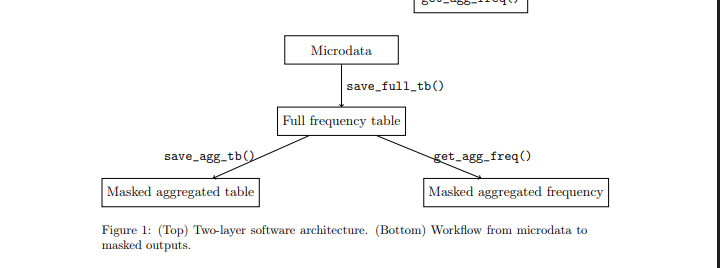 get_agg_freq()
Microdata
save_full_tb()
Full frequency table
save_agg_tb()
get_agg_freq()
Masked aggregated table
Masked aggregated frequency
Figure 1: (Top) Two-layer software architecture. (Bottom) Workflow from microdata to
masked outputs.